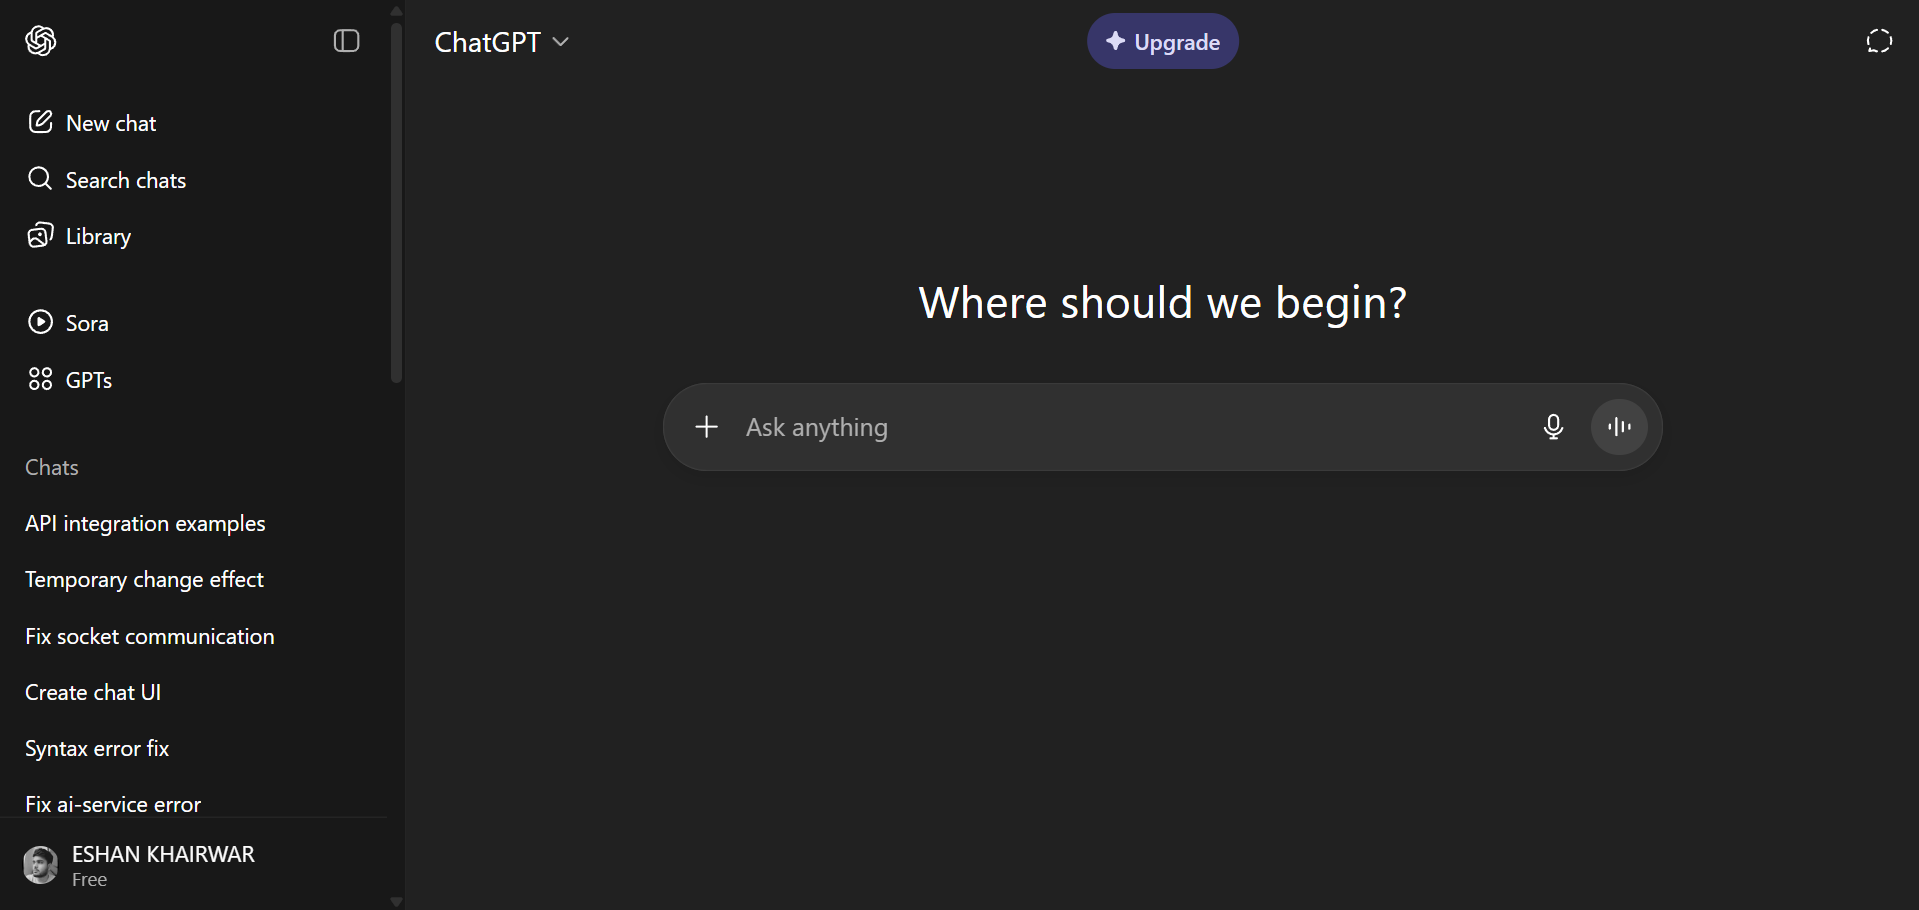 New chat
Search chats
Library
Sora
GPTs
Chats
API integration examples
Temporary change effect
Fix socket communication
Create chat UI
Syntax error fix
Fix ai-service error
ESHAN KHAIRWAR
Free
ChatGPT
Upgrade
Where should we begin?
Ask anything